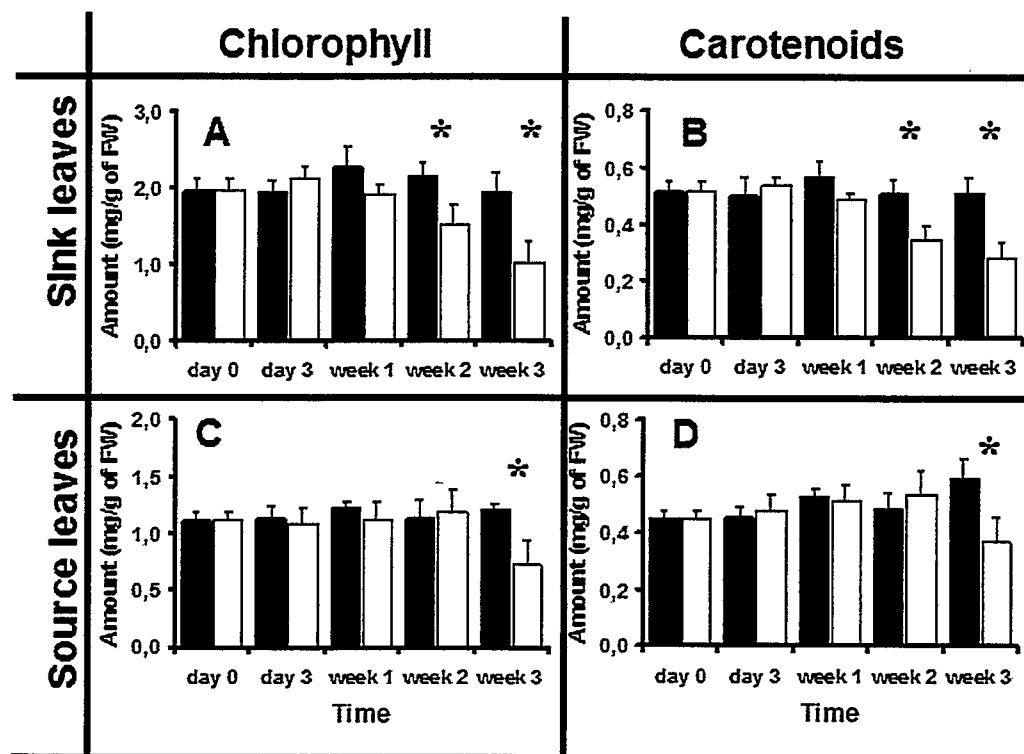 Chlorophyll
Carotenoids
Sink leaves
Amount (mg/g of FW)
3,0
2,0
1,0
0,0
A
*
*
day 0 day 3 week 1 week 2 week 3
Amount (mg/g of FW)
0,8
0,6
0,4
0,2
0,0
B
*
*
day 0 day 3 week 1 week 2 week 3
Source leaves
Amount (mg/g of FW)
2,0
1,5
1,0
0,5
0,0
C
*
day 0 day 3 week 1 week 2 week 3
Time
Amount (mg/g of FW)
0,8
0,6
0,4
0,2
0,0
D
*
day 0 day 3 week 1 week 2 week 3
Time